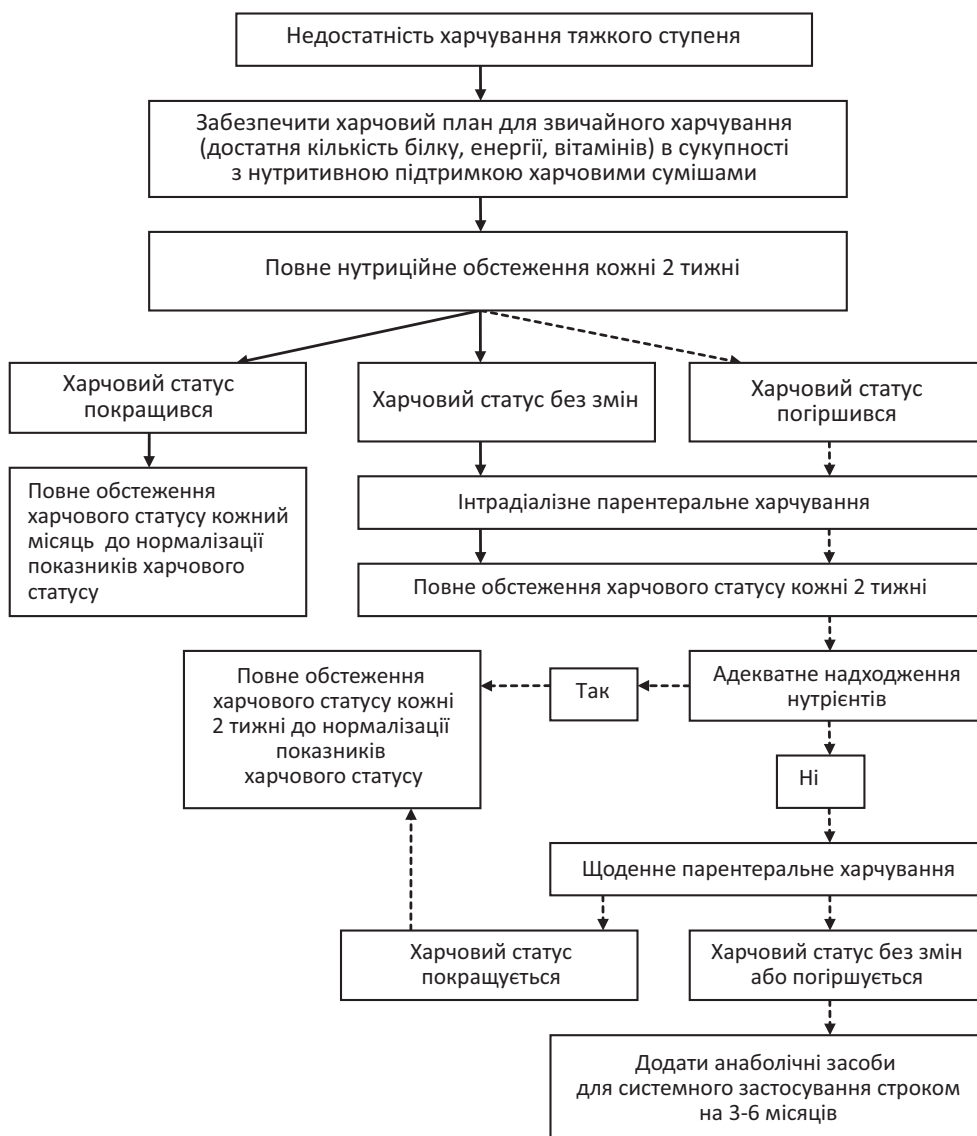 Недостатність харчування тяжкого ступеня
Забезпечити харчовий план для звичайного харчування
(достатня кількість білку, енергії, вітамінів) в сукупності
з нутритивною підтримкою харчовими сумішами
Повне нутриційне обстеження кожні 2 тижні
Харчовий статус
покращився
Харчовий статус без змін
Харчовий статус
погіршився
Повне обстеження
харчового статусу кожний
місяць до нормалізації
показників харчового
статусу
Інтрадіалізне парентеральне харчування
Повне обстеження харчового статусу кожні 2 тижні
Повне обстеження
харчового статусу кожні
2 тижні до нормалізації
показників
харчового статусу
Так
Адекватне надходження
нутрієнтів
Ні
Щоденне парентеральне харчування
Харчовий статус
покращується
Харчовий статус без змін
або погіршується
Додати анаболічні засоби
для системного застосування строком
на 3-6 місяців